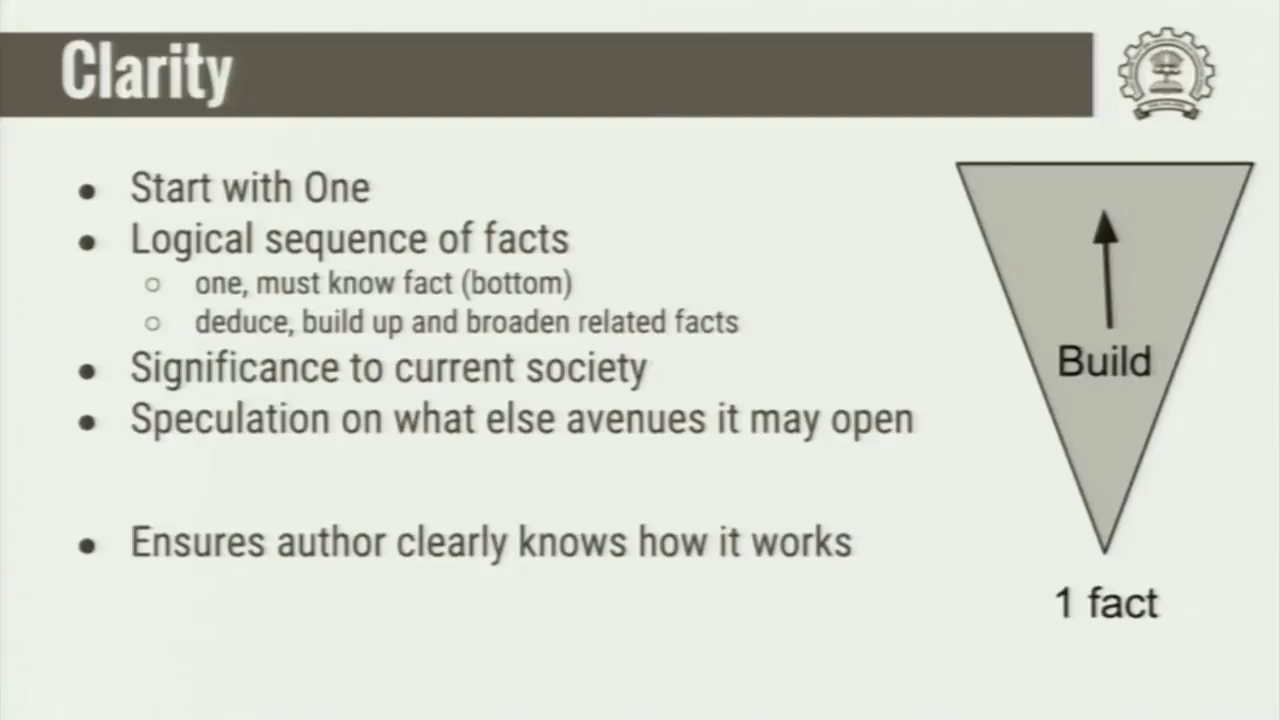 Clarity
Start with One
Logical sequence of facts
one, must know fact (bottom)
deduce, build up and broaden related facts
Significance to current society
Speculation on what else avenues it may open
Ensures author clearly knows how it works
Build
1 fact